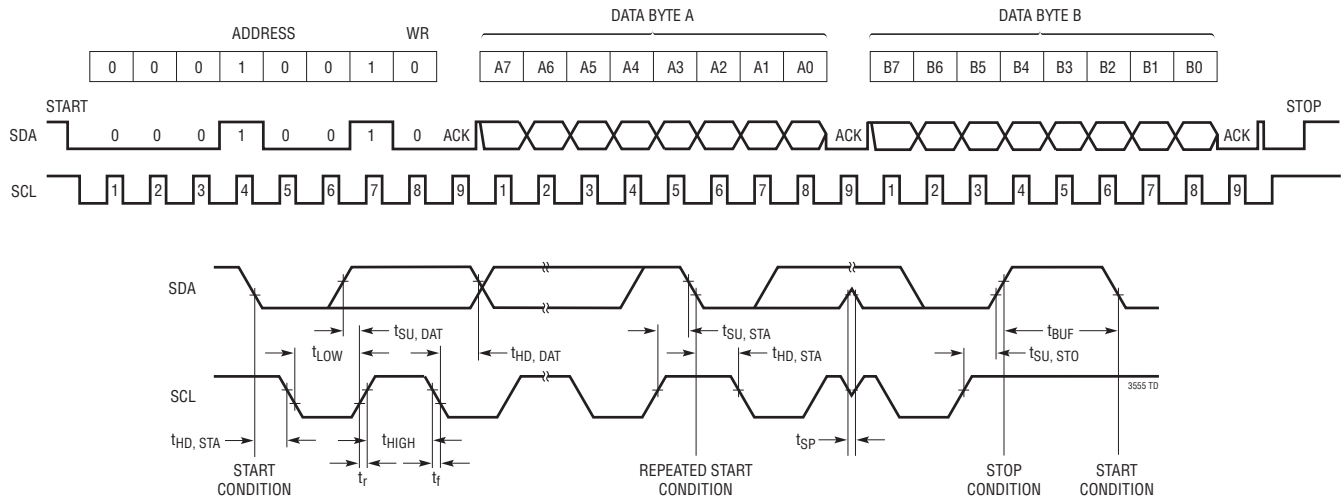 DATA BYTE A DATA BYTE B
ADDRESS WR
0 0 0 1 0 0 1 0 A7 A6 A5 A4 A3 A2 A1 A0 B7 B6 B5 B4 B3 B2 B1 B0
START STOP
SDA 0 0 0 1 0 0 1 0 ACK ACK ACK
SCL 1 2 3 4 5 6 7 8 9 1 2 3 4 5 6 7 8 9 1 2 3 4 5 6 7 8 9
SDA
tSU, DAT tSU, STA tBUF
tLOW tHD, DAT tHD, STA tSU, STO
SCL 3555 TD
tHD, STA tHIGH tSP
tr tf
START CONDITION REPEATED START CONDITION STOP CONDITION START CONDITION